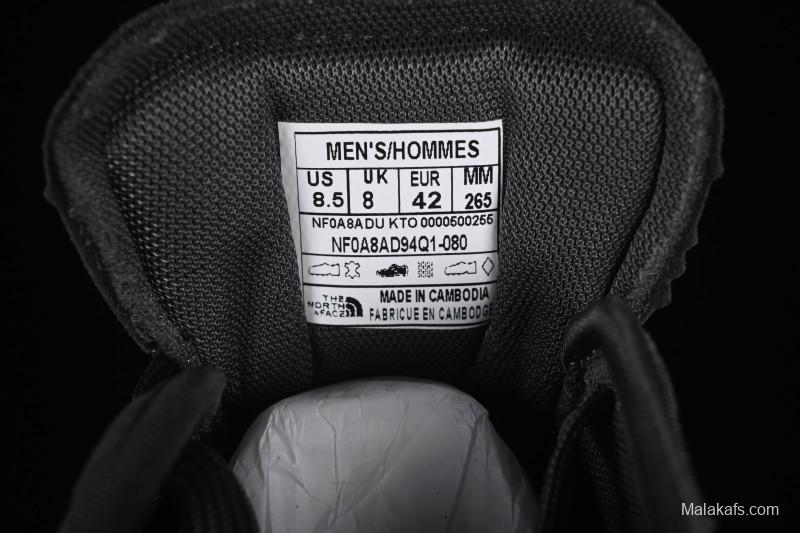 MEN'S/HOMMES
US UK EUR MM
8.5 8 42 265
NF0A8ADU KTO 0000500255
NF0A8AD94Q1-080
THE NORTH FACE
MADE IN CAMBODIA
FABRIQUE EN CAMBODGE
Malakafs.com